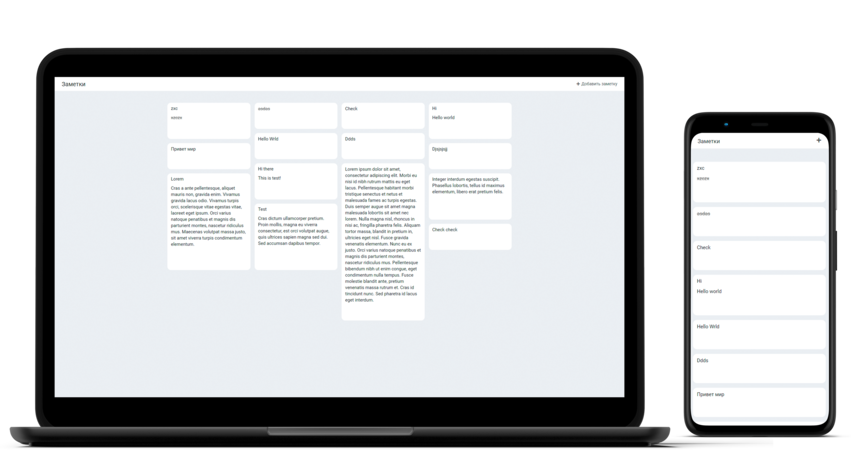 Заметки
+ Добавить заметку
zxc
xzxzx
Привет мир
Lorem
Cras a ante pellentesque, aliquet
mauris non, gravida enim. Vivamus
gravida lacus odio. Vivamus turpis
orci, scelerisque vitae egestas vitae,
laoreet eget ipsum. Orci varius
natoque penatibus et magnis dis
parturient montes, nascetur ridiculus
mus. Maecenas volutpat massa justo,
sit amet viverra turpis condimentum
elementum.
Hello Wrld
Hi there
This is test!
Test
Cras dictum ullamcorper pretium.
Proin mollis, magna eu viverra
consectetur, est orci volutpat augue,
quis ultrices sapien magna sed dui.
Sed accumsan dapibus tempor.
Check
Ddds
Lorem ipsum dolor sit amet,
consectetur adipiscing elit. Morbi eu
nisi id nibh rutrum mattis eu eget
lacus. Pellentesque habitant morbi
tristique senectus et netus et
malesuada fames ac turpis egestas.
Duis semper augue sit amet magna
malesuada lobortis sit amet nec
lorem. Nulla magna nisl, rhoncus in
nisi ac, fringilla pharetra eros. Aliquam
tortor massa, blandit in pretium in,
ultricies eget mi. Fusce gravida
venenatis elementum. Nunc eu ex
justo. Orci varius natoque penatibus et
magnis dis parturient montes,
nascetur ridiculus mus. Pellentesque
bibendum nibh ut enim congue, eget
condimentum nulla tempus. Fusce
molestie blandit ante, pretium
venenatis massa rutrum et. Cras id
tincidunt nunc. Sed pharetra id lacus
eget interdum.
Hi
Hello world
Integer interdum egestas suscipit.
Phasellus lobortis, tellus id maximus
elementum, libero erat pretium felis.
Check check
Заметки
+
zxc
xzxzx
Check
Hi
Hello world
Hello Wrld
Ddds
Привет мир